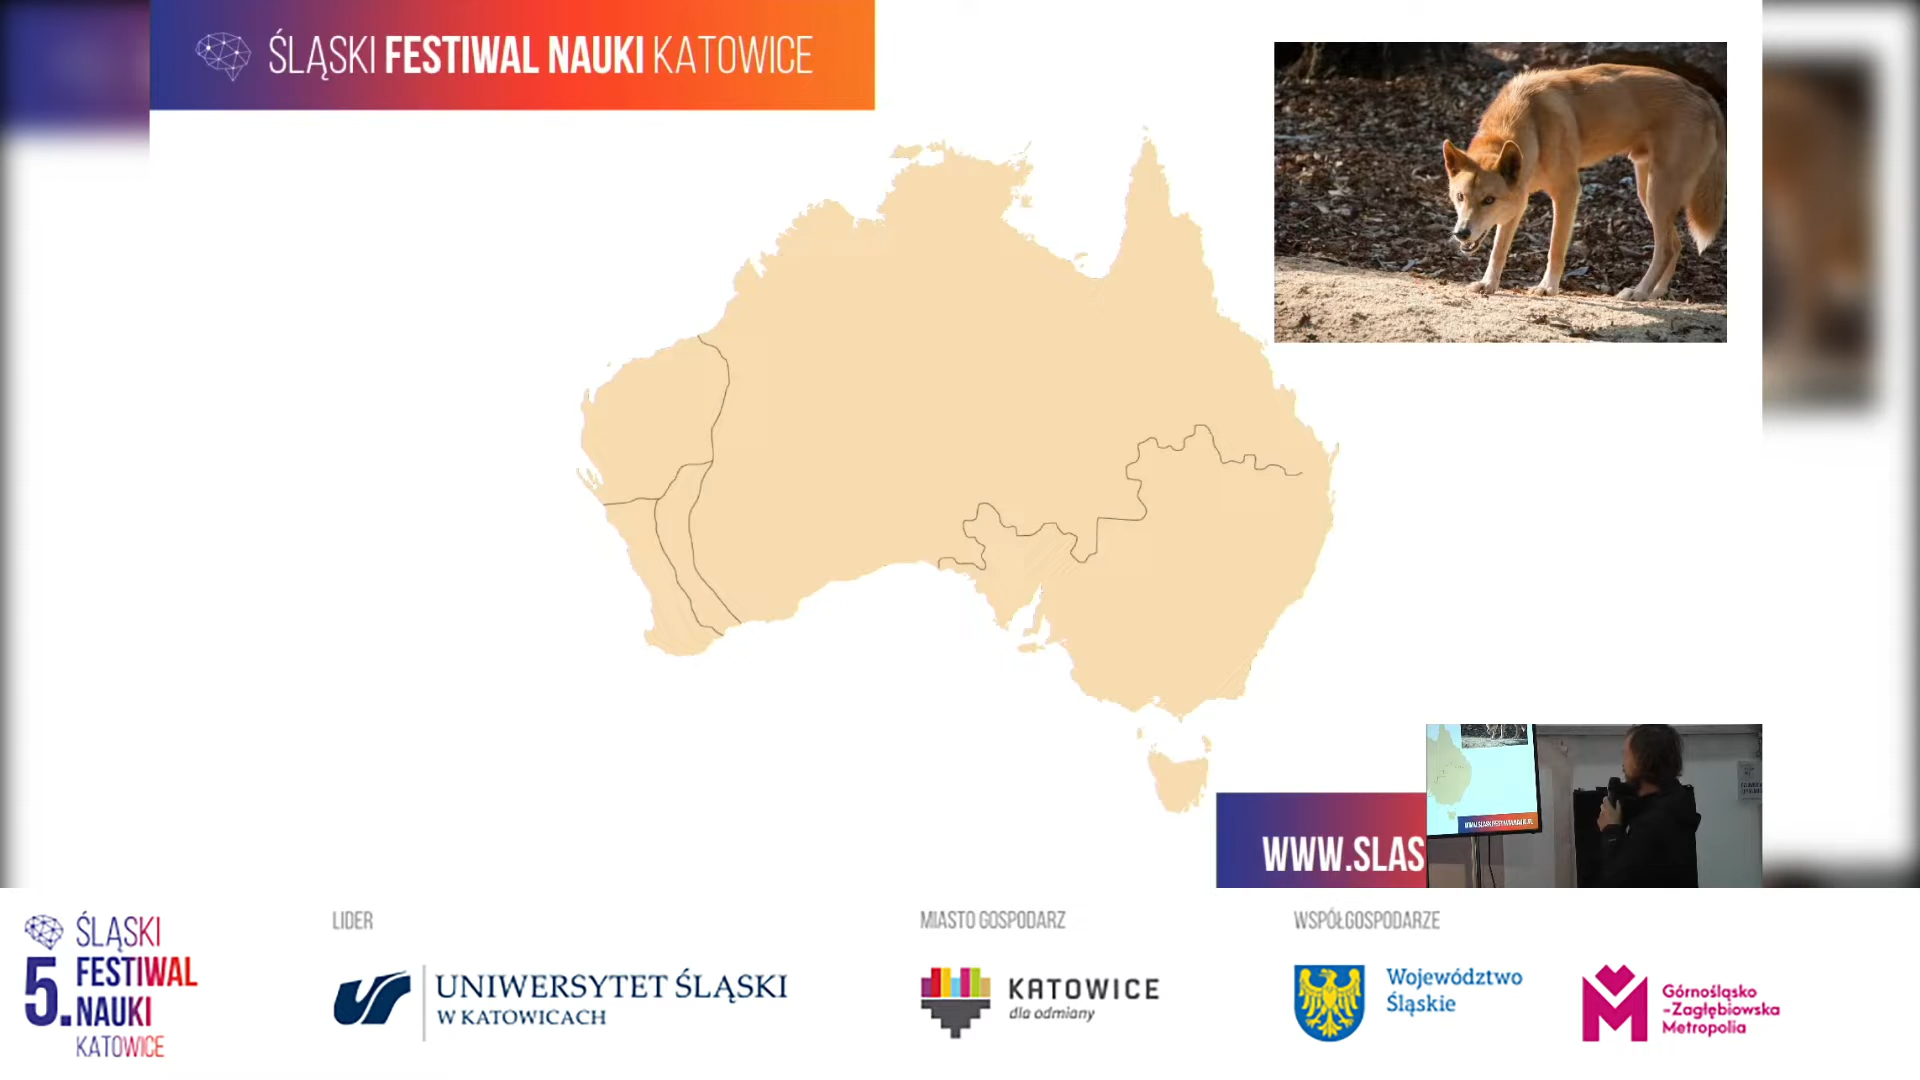 ŚLĄSKI FESTIWAL NAUKI KATOWICE
WWW.SLAS
ŚLĄSKI
5. FESTIWAL
NAUKI
KATOWICE
LIDER
UNIWERSYTET ŚLĄSKI
W KATOWICACH
MIASTO GOSPODARZ
KATOWICE
dla odmiany
WSPÓŁGOSPODARZE
Województwo
Śląskie
Górnośląsko
-Zagłębiowska
Metropolia